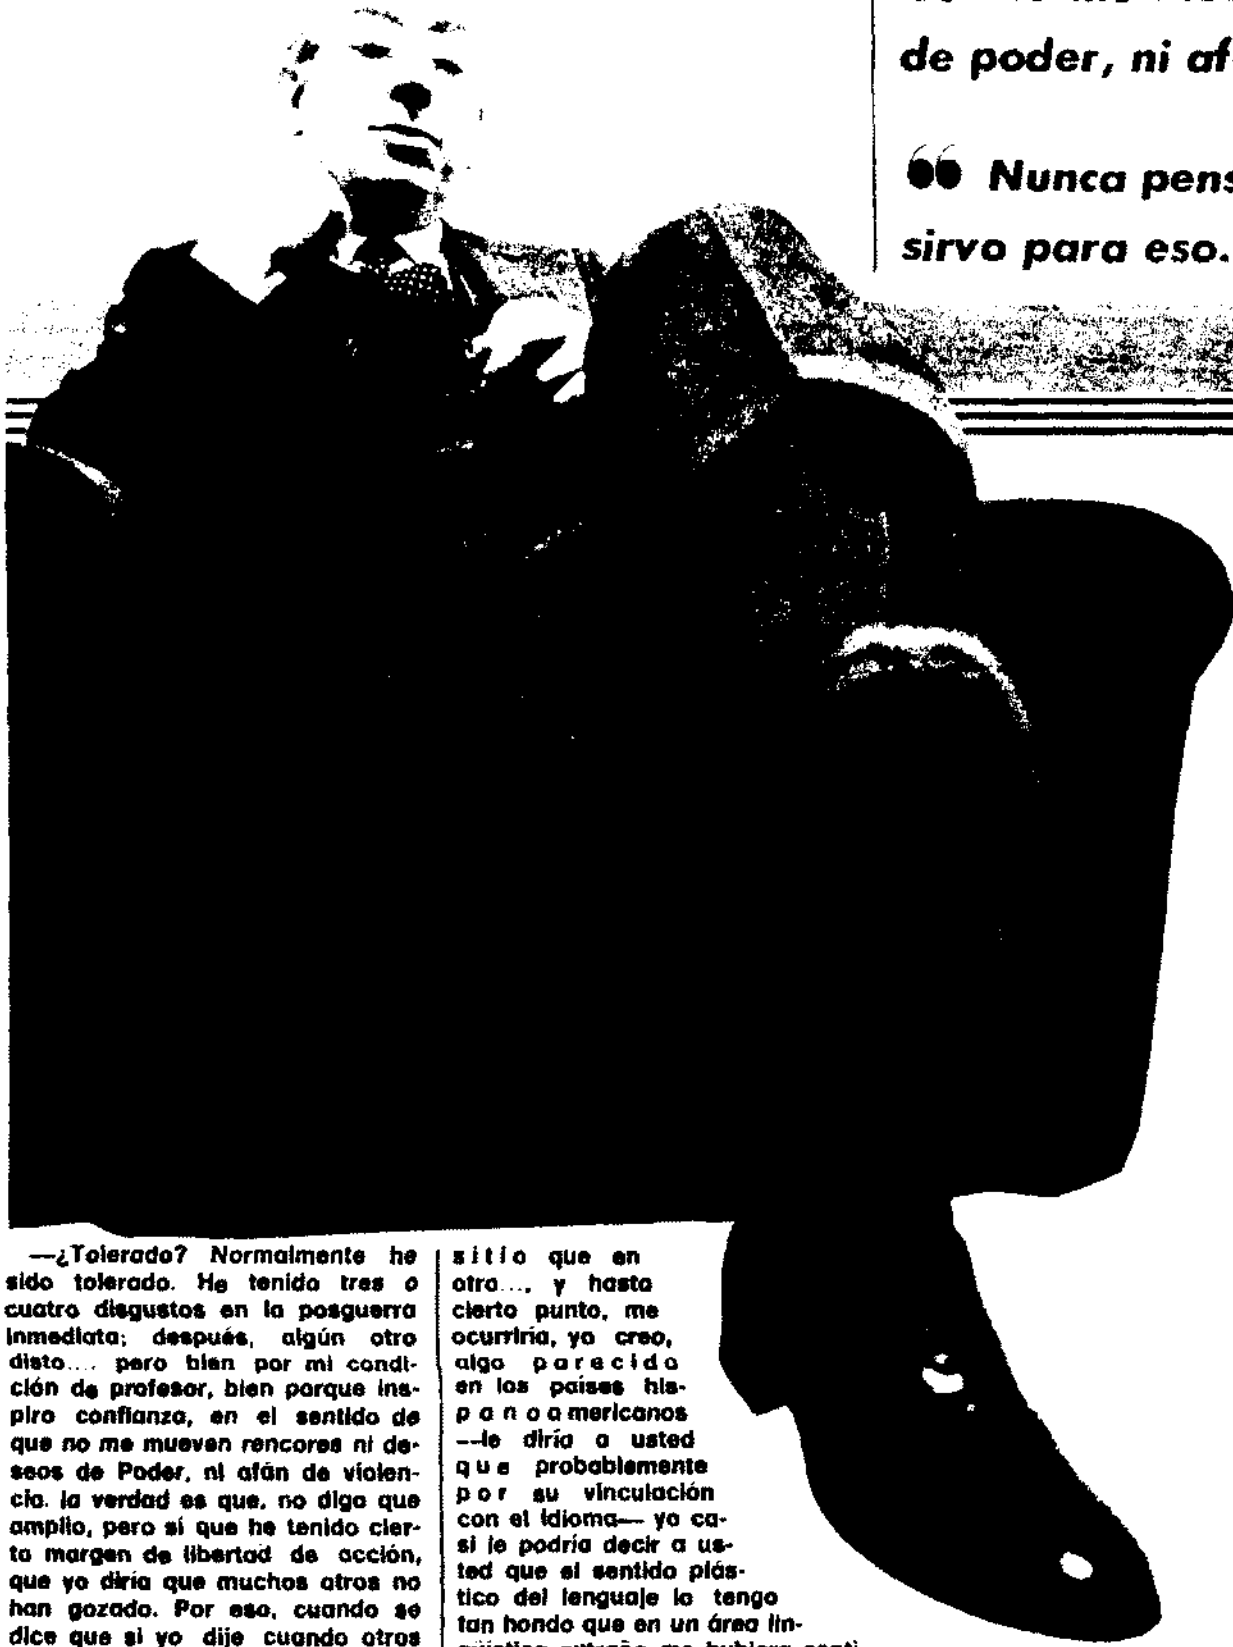 de poder, ni af
Nunca pens
sirvo para eso.
—¿Tolerado? Normalmente he
sido tolerado. He tenido tres o
cuatro disgustos en la posguerra
inmediata; después, algún otro
disto.... pero bien por mi condi-
ción de profesor, bien porque ins-
piro confianza, en el sentido de
que no me mueven rencores ni de-
seos de Poder, ni afán de violen-
cia. la verdad es que, no digo que
amplio, pero sí que he tenido cier-
to margen de libertad de acción,
que yo diría que muchos otros no
han gozado. Por eso, cuando se
dice que si yo dije cuando otros
sitio que en
otro..., y hasta
cierto punto, me
ocurriría, yo creo,
algo parecido
en los países his-
panoamericanos
—le diría a usted
que probablemente
por su vinculación
con el idioma— yo ca-
si le podría decir a us-
ted que el sentido plás-
tico del lenguaje lo tengo
tan hondo que en un área lin-